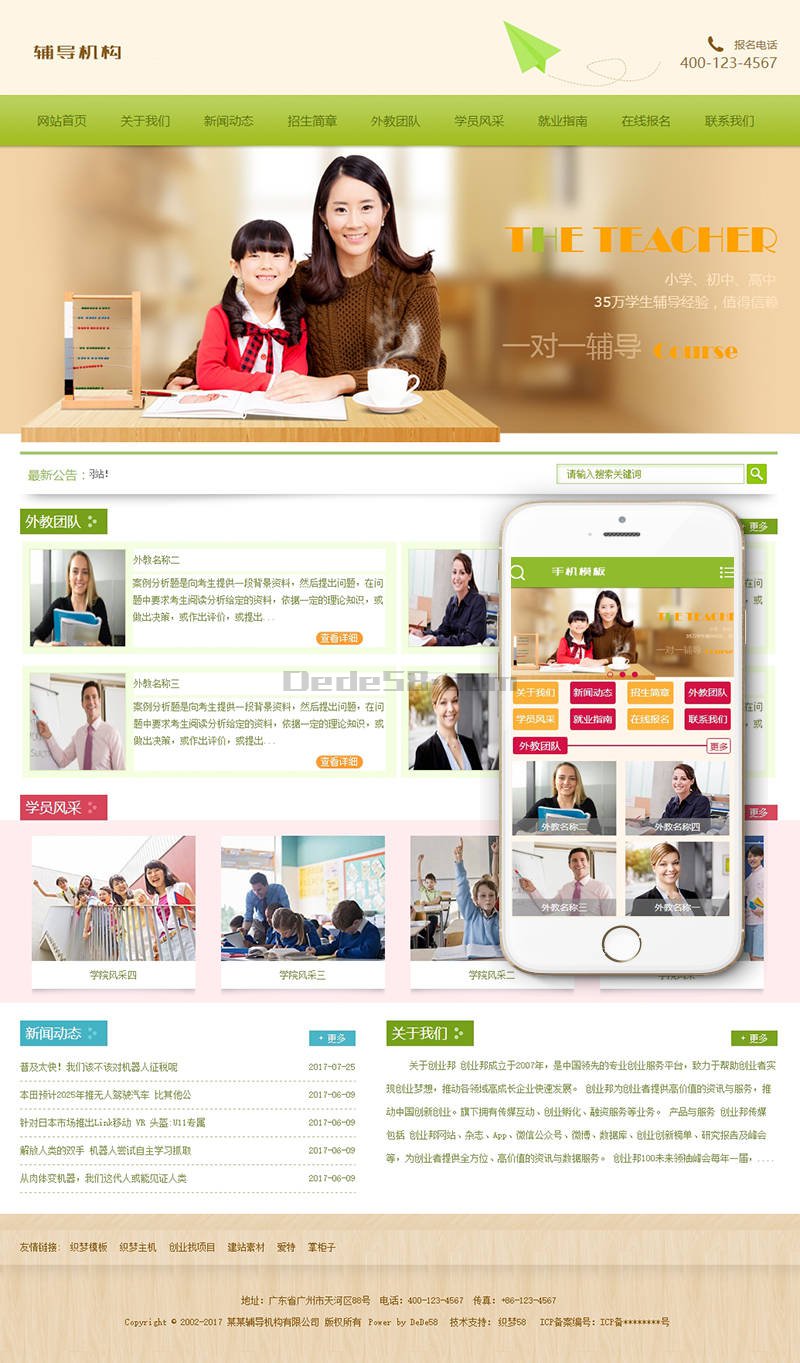 辅导机构
报名电话
400-123-4567
网站首页 关于我们 新闻动态 招生简章 外教团队 学员风采 就业指南 在线报名 联系我们
THE TEACHER
小学、初中、高中
35万学生辅导经验，值得信赖
一对一辅导 Course
最新公告：
站!
请输入搜索关键词
外教团队
更多
外教名称二
案例分析题是向考生提供一段背景资料，然后提出问题，在问
题中要求考生阅读分析给定的资料，依据一定的理论知识，或
做出决策，或作出评价，或提出...
查看详细
外教名称三
案例分析题是向考生提供一段背景资料，然后提出问题，在问
题中要求考生阅读分析给定的资料，依据一定的理论知识，或
做出决策，或作出评价，或提出...
查看详细
在问
，或
在问
，或
Dede58.com
手机模板
THE TEACHER
35万学生辅导经验，值得信赖
一对一辅导 Course
关于我们 新闻动态 招生简章 外教团队
学员风采 就业指南 在线报名 联系我们
外教团队
更多
外教名称二 外教名称四
外教名称三 外教名称一
学员风采
更多
学院风采四 学院风采三 学院风采二 学院风采一
新闻动态
+ 更多
普及太快！我们该不该对机器人征税呢 2017-07-25
本田预计2025年推无人驾驶汽车 比其他公 2017-06-09
针对日本市场推出Link移动 VR 头盔:U11专属 2017-06-09
解放人类的双手 机器人尝试自主学习抓取 2017-06-09
从肉体变机器，我们这代人或能见证人类 2017-06-09
关于我们
+ 更多
关于创业邦 创业邦成立于2007年，是中国领先的专业创业服务平台，致力于帮助创业者实
现创业梦想，推动各领域高成长企业快速发展。 创业邦为创业者提供高价值的资讯与服务，推
动中国创新创业。旗下拥有传媒互动、创业孵化、融资服务等业务。 产品与服务 创业邦传媒
包括 创业邦网站、杂志、App、微信公众号、微博、数据库、创业创新榜单、研究报告及峰会
等，为创业者提供全方位、高价值的资讯与数据服务。 创业邦100未来领袖峰会每年一届，....
友情链接： 织梦模板 织梦主机 创业找项目 建站素材 爱特 掌柜子
地址：广东省广州市天河区88号 电话：400-123-4567 传真：+86-123-4567
Copyright © 2002-2017 某某辅导机构有限公司 版权所有 Power by DeDe58 技术支持：织梦58 ICP备案编号：ICP备********号